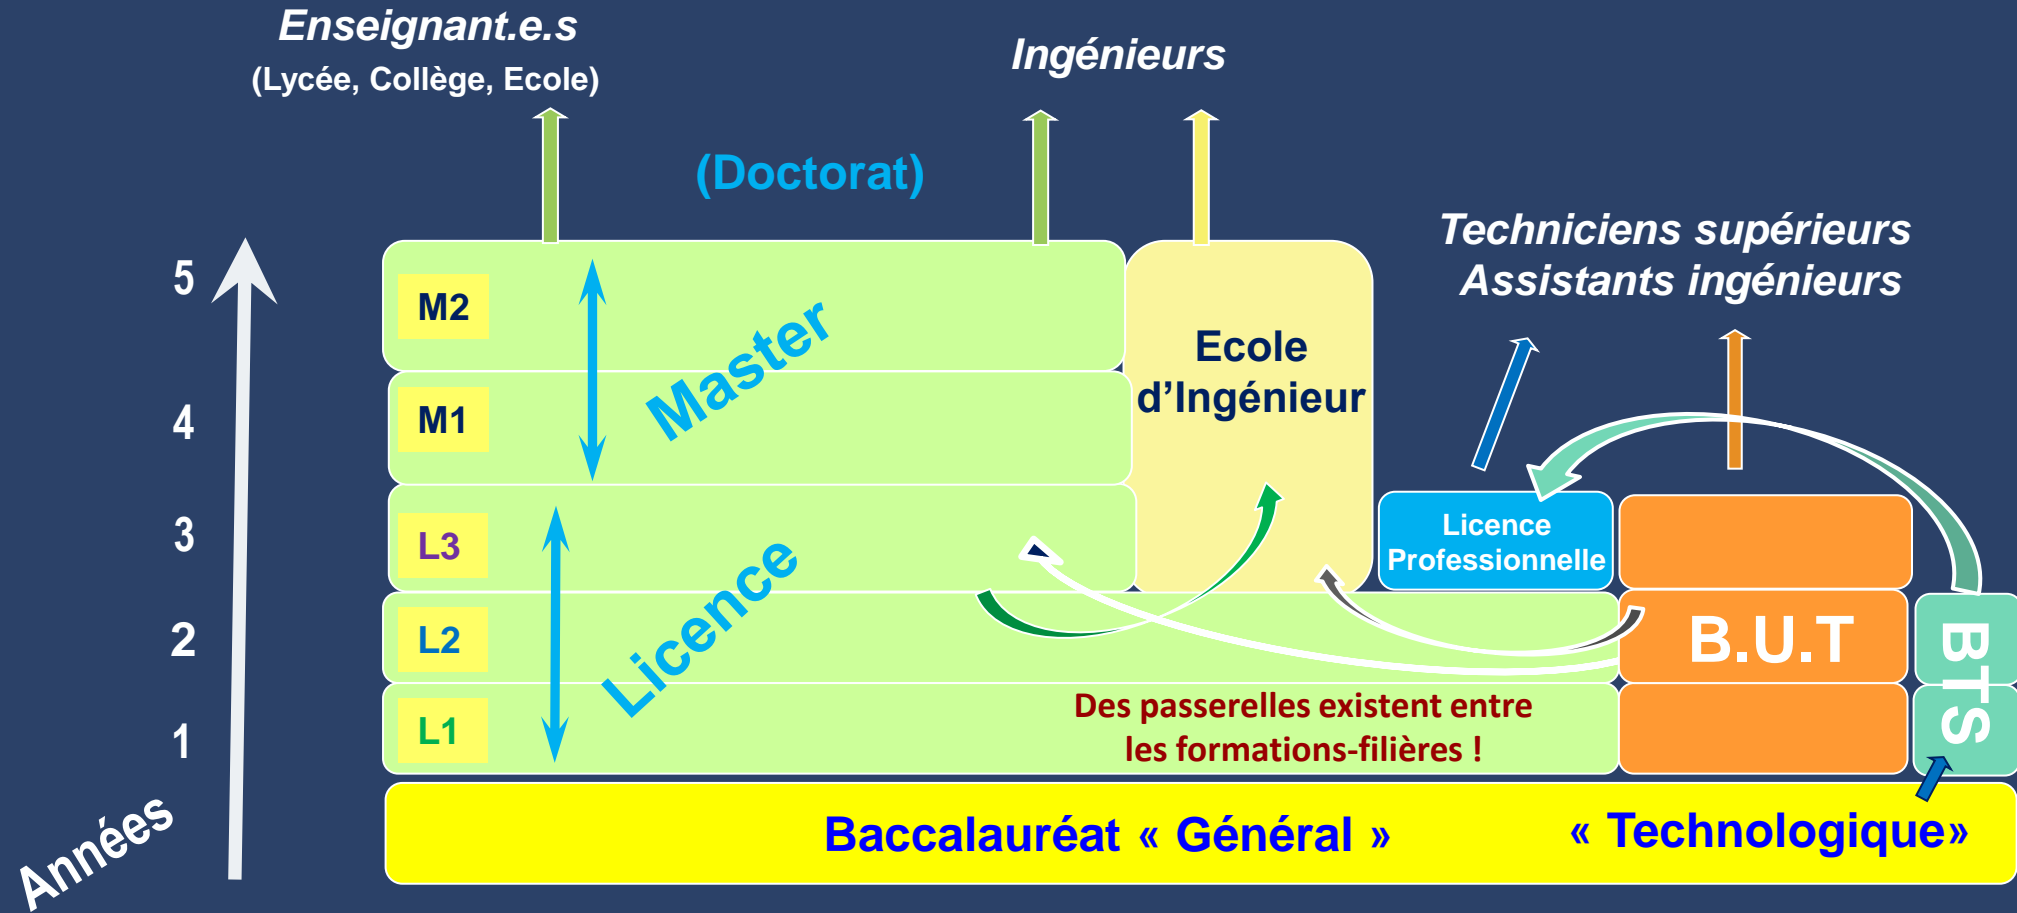 Enseignant.e.s
(Lycée, Collège, Ecole)
Ingénieurs
(Doctorat)
Techniciens supérieurs
Assistants ingénieurs
5
M2
Master
Ecole
d’Ingénieur
4
M1
3
L3
Licence
Licence
Professionnelle
2
L2
B.U.T
BTS
1
L1
Des passerelles existent entre
les formations-filières !
Années
Baccalauréat « Général »
« Technologique»